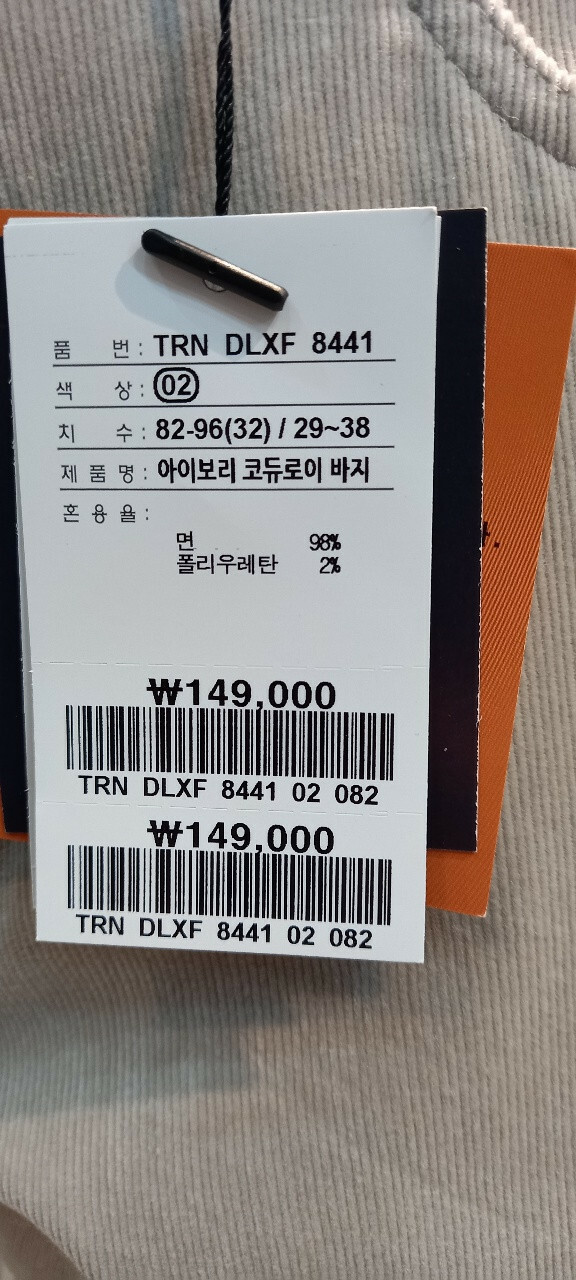 품 번 : TRN DLXF 8441
색 상 : 02
치 수 : 82-96(32) / 29~38
제 품 명 : 아이보리 코듀로이 바지
혼 용 율 :
면 98%
폴리우레탄 2%
₩149,000
TRN DLXF 8441 02 082
₩149,000
TRN DLXF 8441 02 082